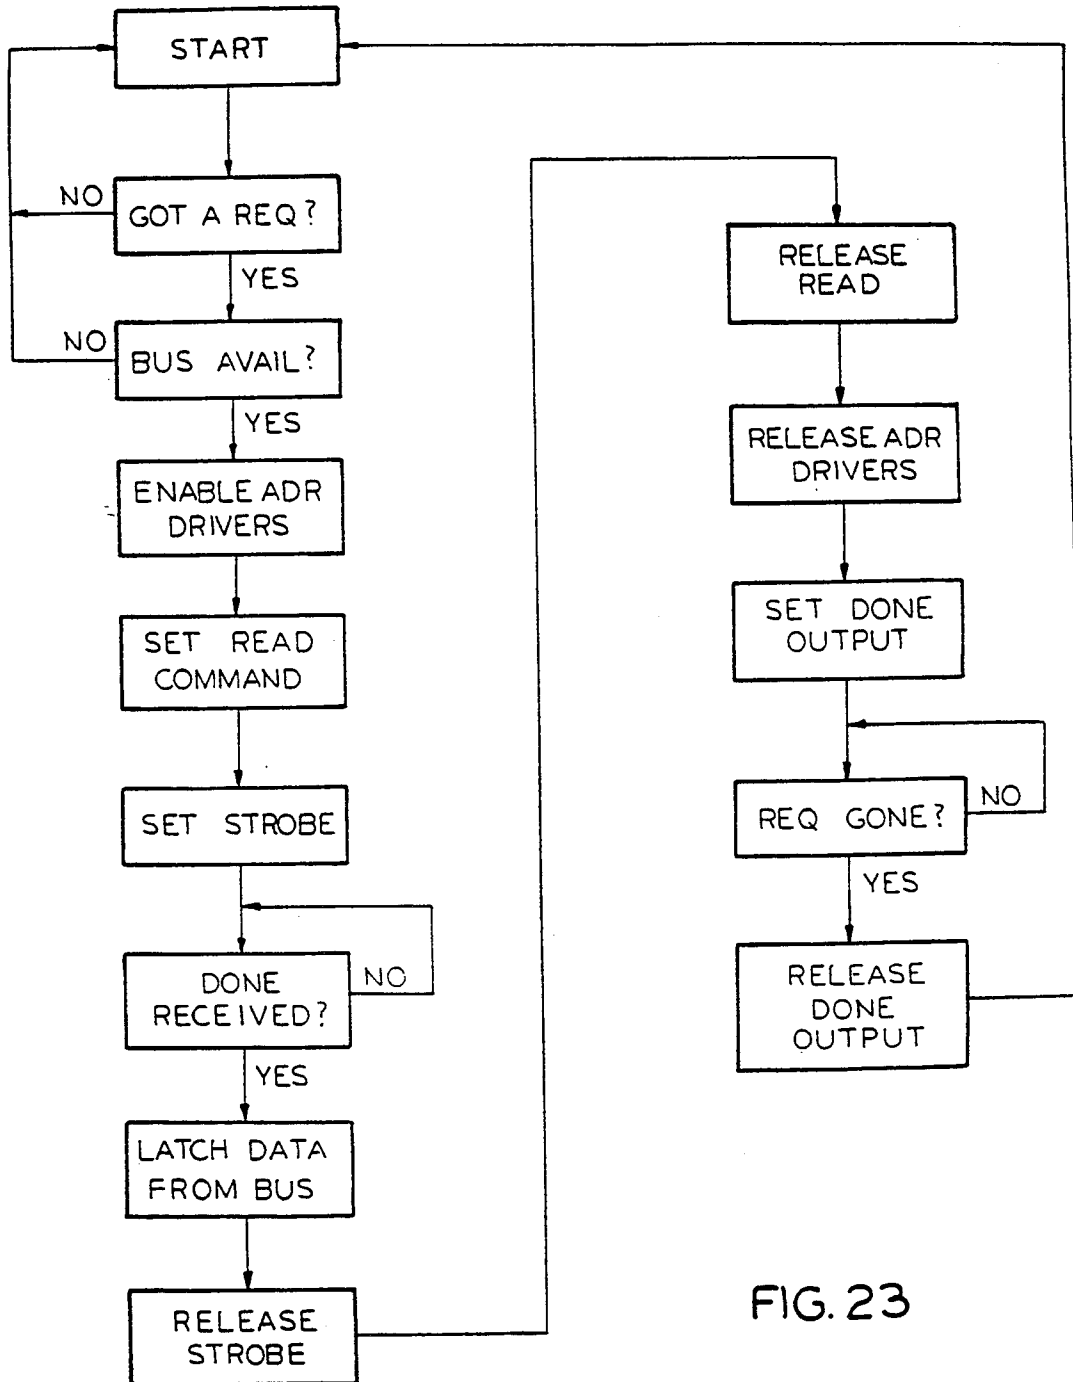 START
NO
GOT A REQ?
YES
NO
BUS AVAIL?
YES
ENABLE ADR
DRIVERS
SET READ
COMMAND
SET STROBE
DONE
RECEIVED?
NO
YES
LATCH DATA
FROM BUS
RELEASE
STROBE
RELEASE
READ
RELEASE ADR
DRIVERS
SET DONE
OUTPUT
REQ GONE?
NO
YES
RELEASE
DONE
OUTPUT
FIG. 23